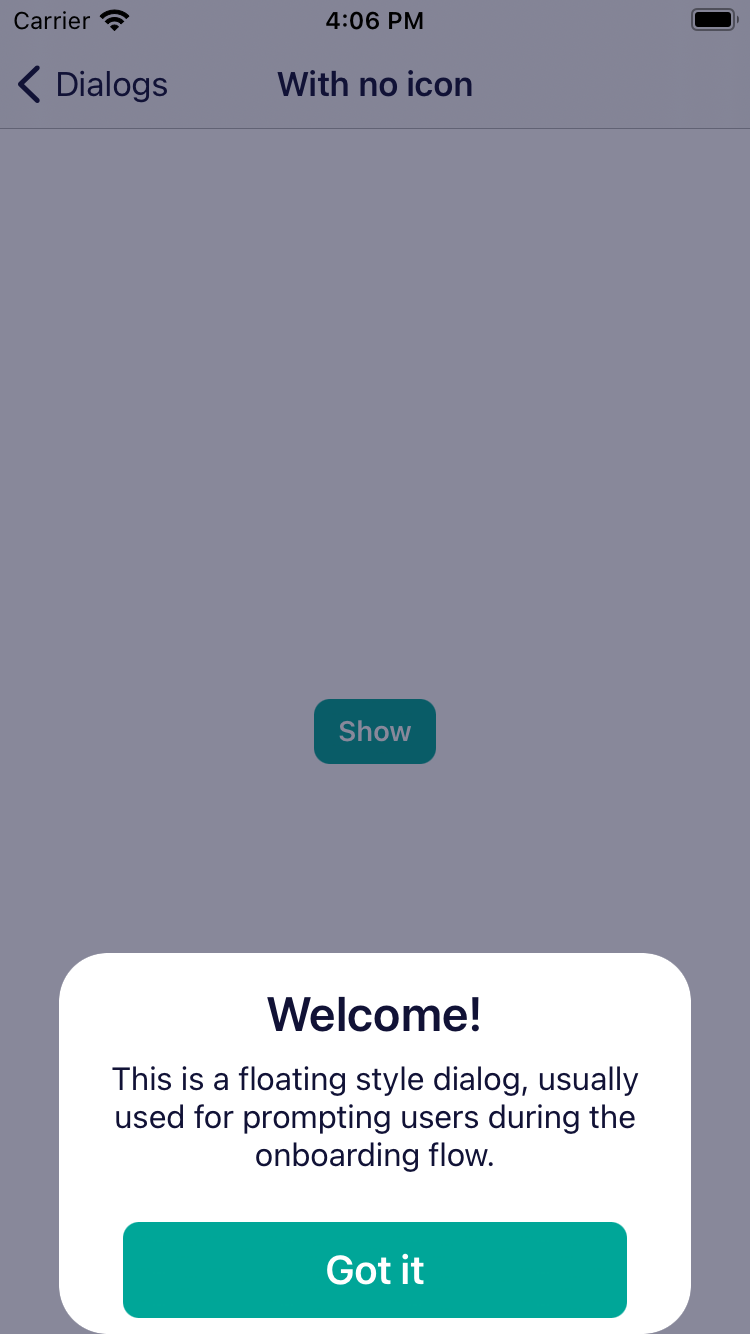 Carrier 4:06 PM
Dialogs With no icon
Show
Welcome!
This is a floating style dialog, usually
used for prompting users during the
onboarding flow.
Got it